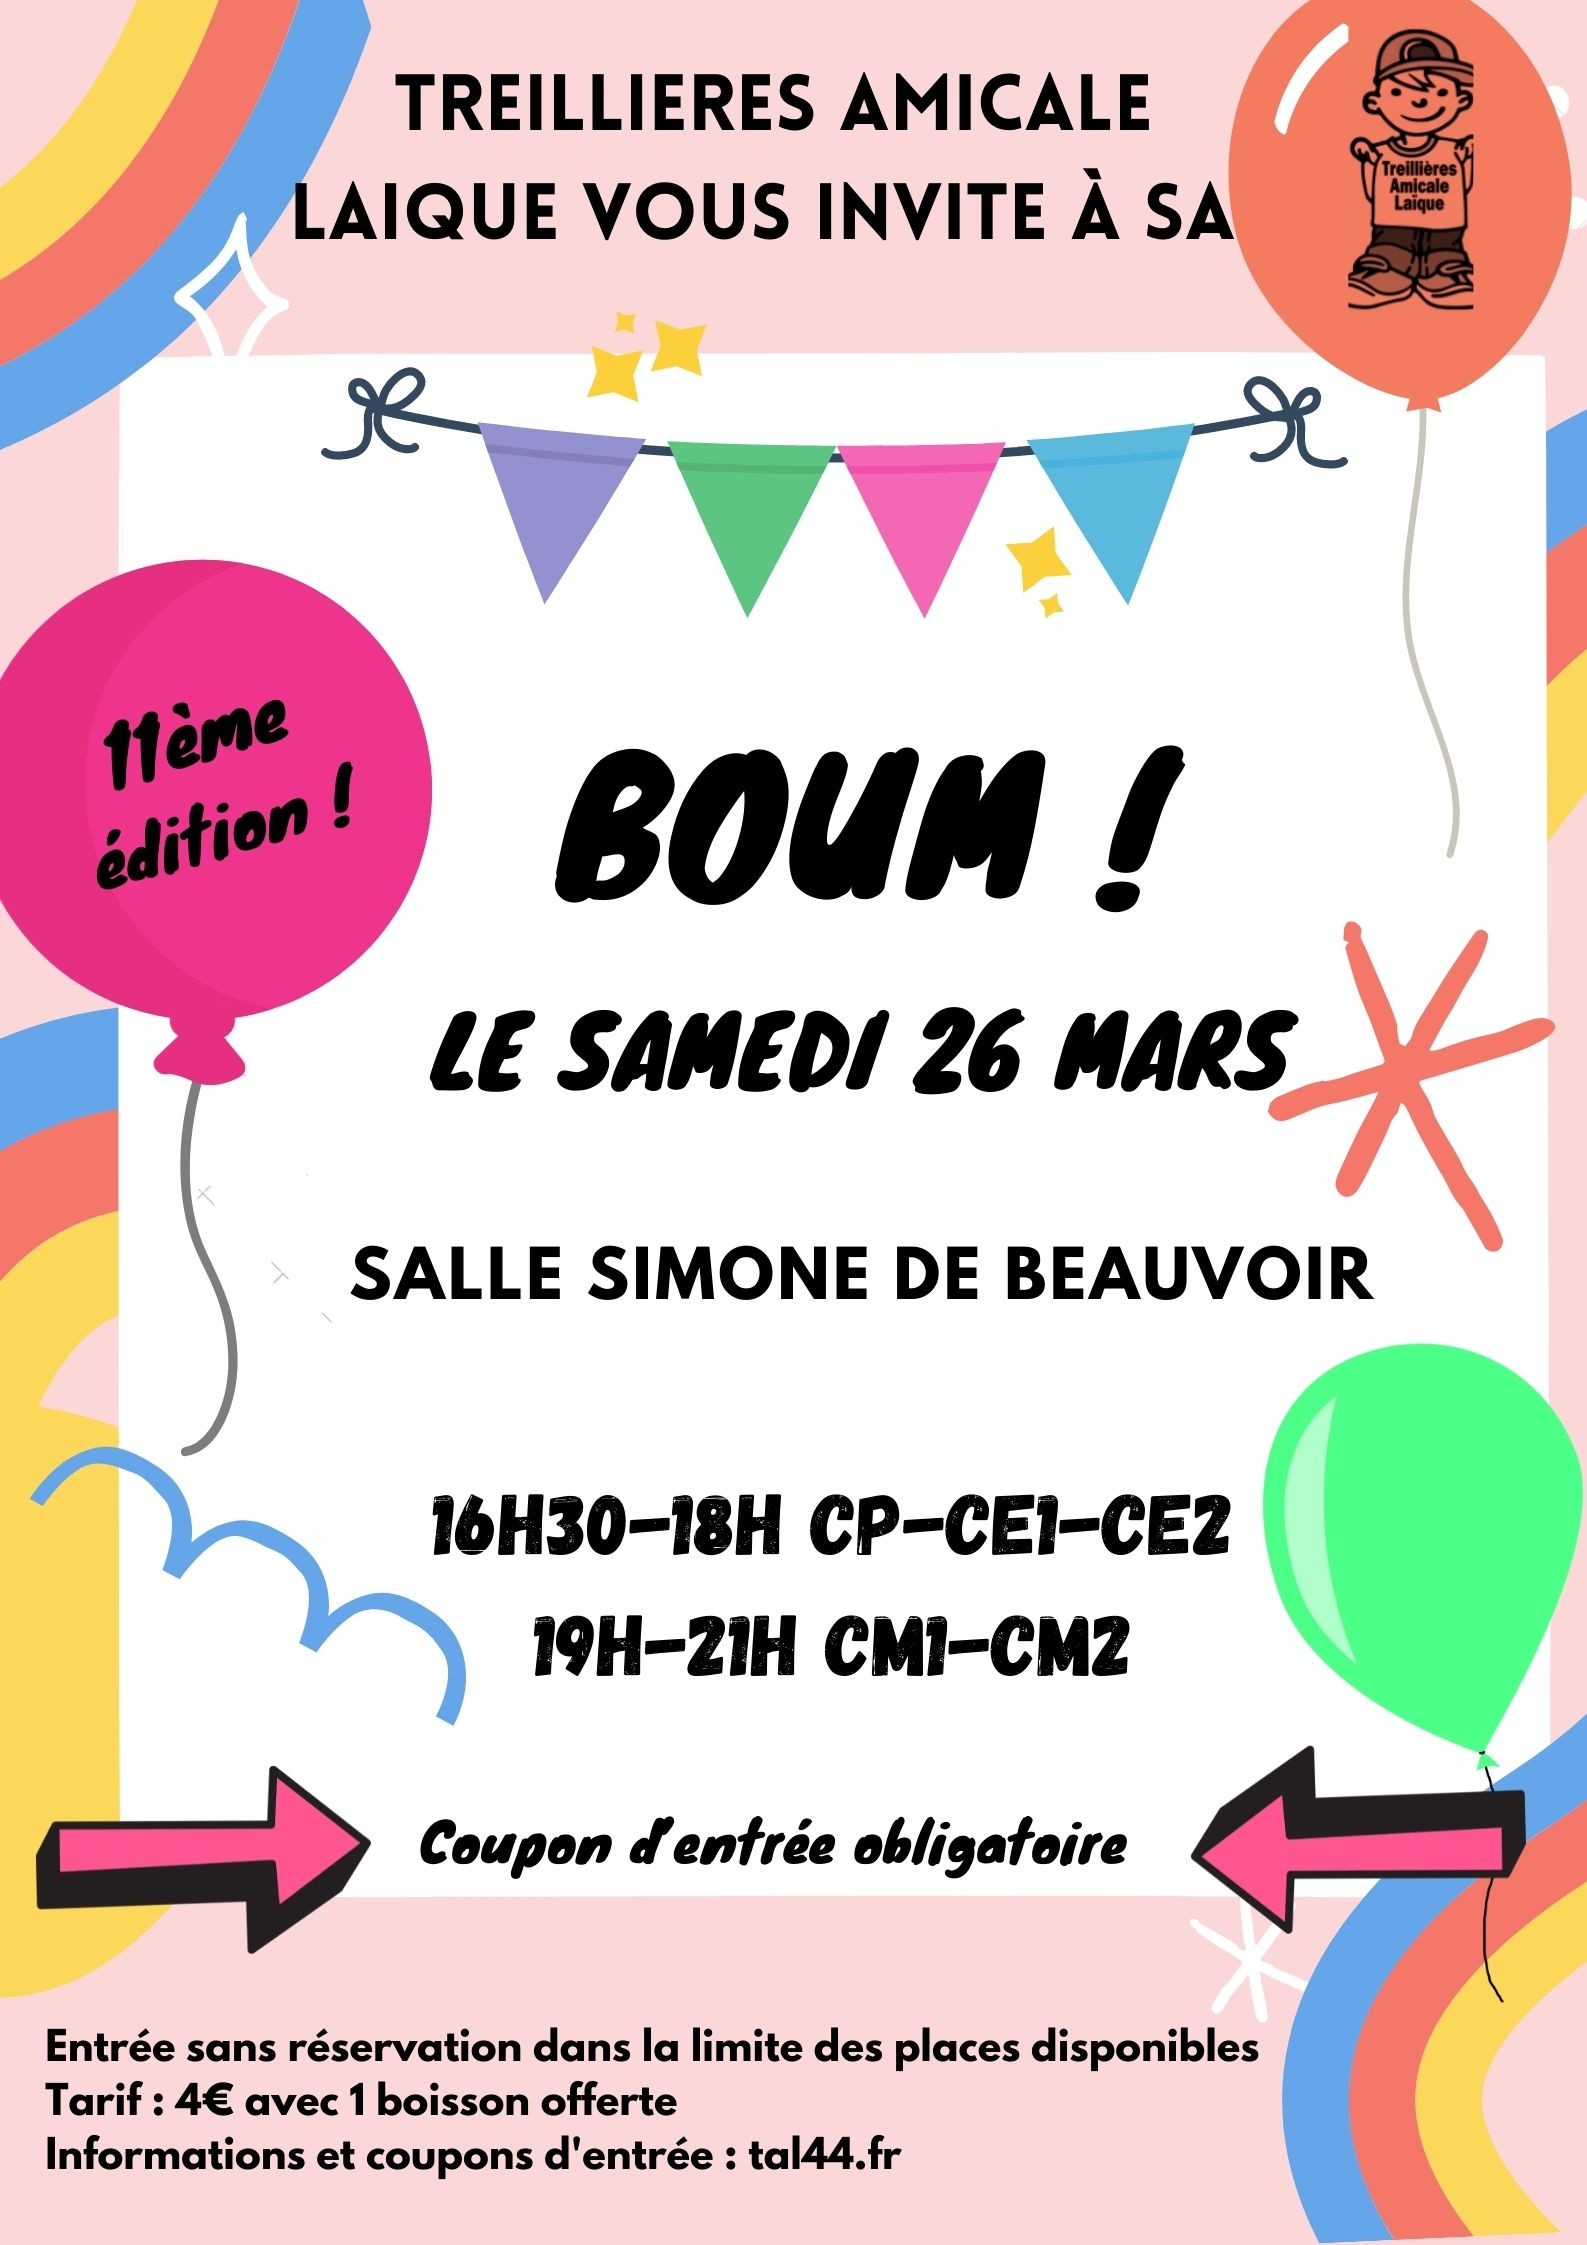 TREILLIERES AMICALE
LAIQUE VOUS INVITE À SA
Treillières
Amicale
Laïque
11ème
édition !
BOUM !
LE SAMEDI 26 MARS
SALLE SIMONE DE BEAUVOIR
16H30-18H CP-CE1-CE2
19H-21H CM1-CM2
Coupon d'entrée obligatoire
Entrée sans réservation dans la limite des places disponibles
Tarif : 4€ avec 1 boisson offerte
Informations et coupons d'entrée : tal44.fr